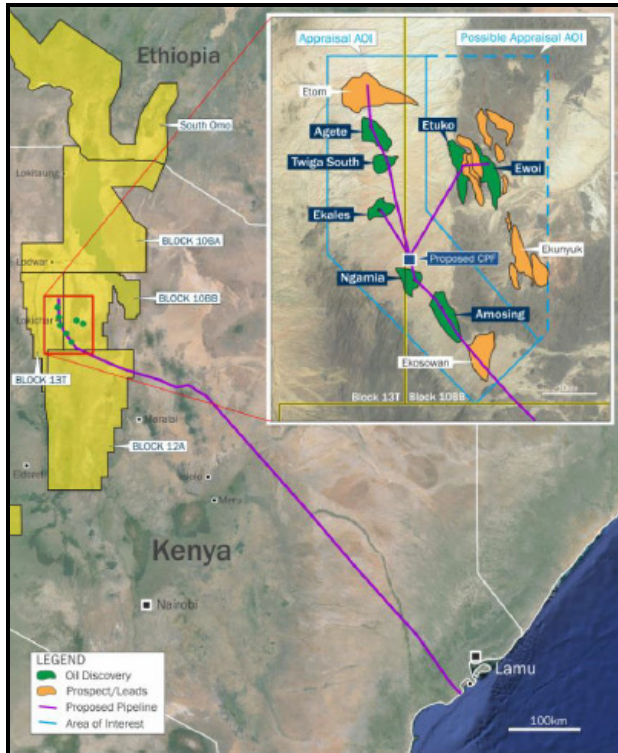 Ethiopia
South Omo
Lokitaung
BLOCK 10BA
Lodwar
BLOCK 10BB
Lokichar
BLOCK 13T
Maralal
BLOCK 12A
Eldoret
Meru
Kenya
Nairobi
Lamu
Appraisal AOI
Possible Appraisal AOI
Etom
Agete
Etuko
Twiga South
Ewoi
Ekales
Ekunyuk
Proposed CPF
Ngamia
Amosing
Ekosowan
10km
Block 13T
Block 10BB
LEGEND
Oil Discovery
Prospect/Leads
Proposed Pipeline
Area of Interest
100km